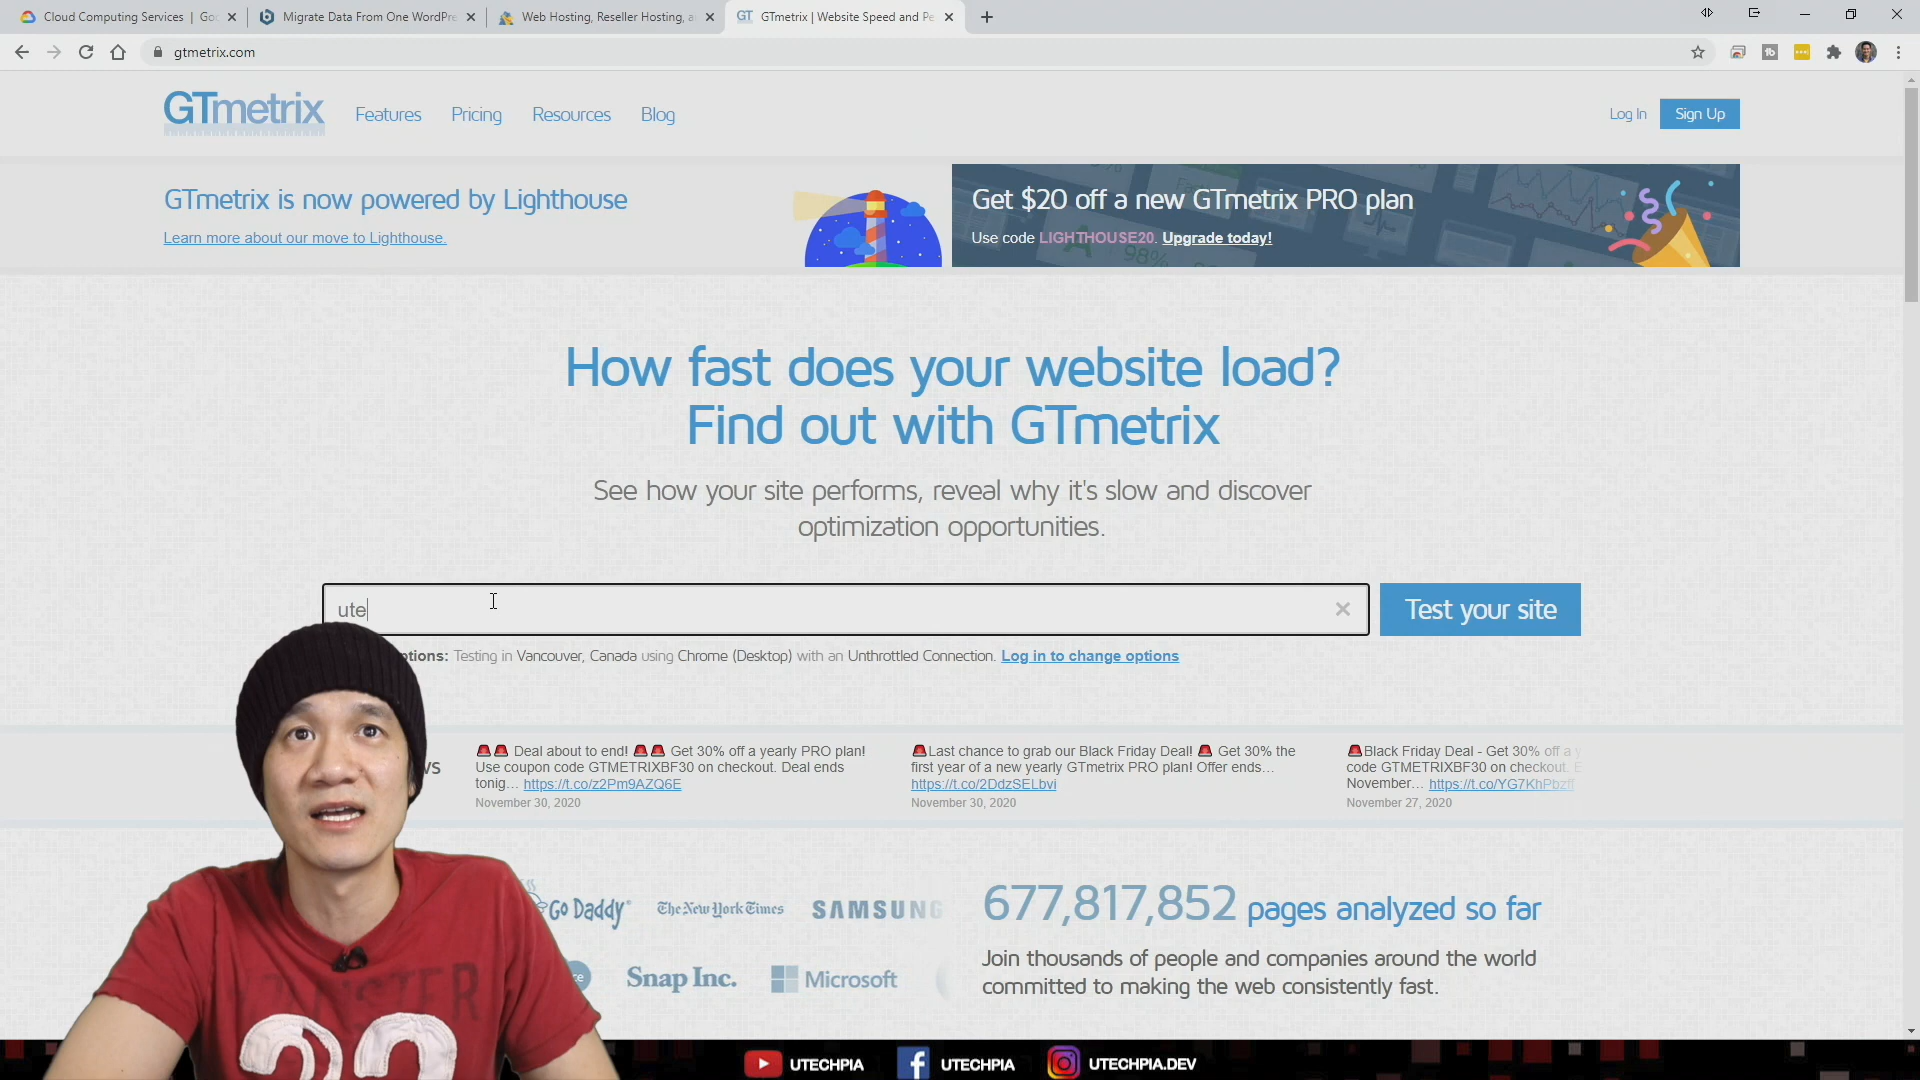 Cloud Computing Services | Goo
Migrate Data From One WordPre
Web Hosting, Reseller Hosting, a
GTmetrix | Website Speed and Pe
gtmetrix.com
GTmetrix
Features
Pricing
Resources
Blog
Log In
Sign Up
GTmetrix is now powered by Lighthouse
Learn more about our move to Lighthouse.
Get $20 off a new GTmetrix PRO plan
Use code LIGHTHOUSE20. Upgrade today!
98%
How fast does your website load?
Find out with GTmetrix
See how your site performs, reveal why it's slow and discover
optimization opportunities.
ute
Test your site
tions: Testing in Vancouver, Canada using Chrome (Desktop) with an Unthrottled Connection. Log in to change options
VS
Deal about to end! Get 30% off a yearly PRO plan!
Use coupon code GTMETRIXBF30 on checkout. Deal ends
tonig… https://t.co/z2Pm9AZQ6E
November 30, 2020
Last chance to grab our Black Friday Deal! Get 30% the
first year of a new yearly GTmetrix PRO plan! Offer ends…
https://t.co/2DdzSELbvi
November 30, 2020
Black Friday Deal - Get 30% off a y
code GTMETRIXBF30 on checkout. E
November… https://t.co/YG7KhPbzff
November 27, 2020
Go Daddy
The New York Times
SAMSUNG
Snap Inc.
Microsoft
677,817,852 pages analyzed so far
Join thousands of people and companies around the world
committed to making the web consistently fast.
UTECHPIA
UTECHPIA
UTECHPIA.DEV